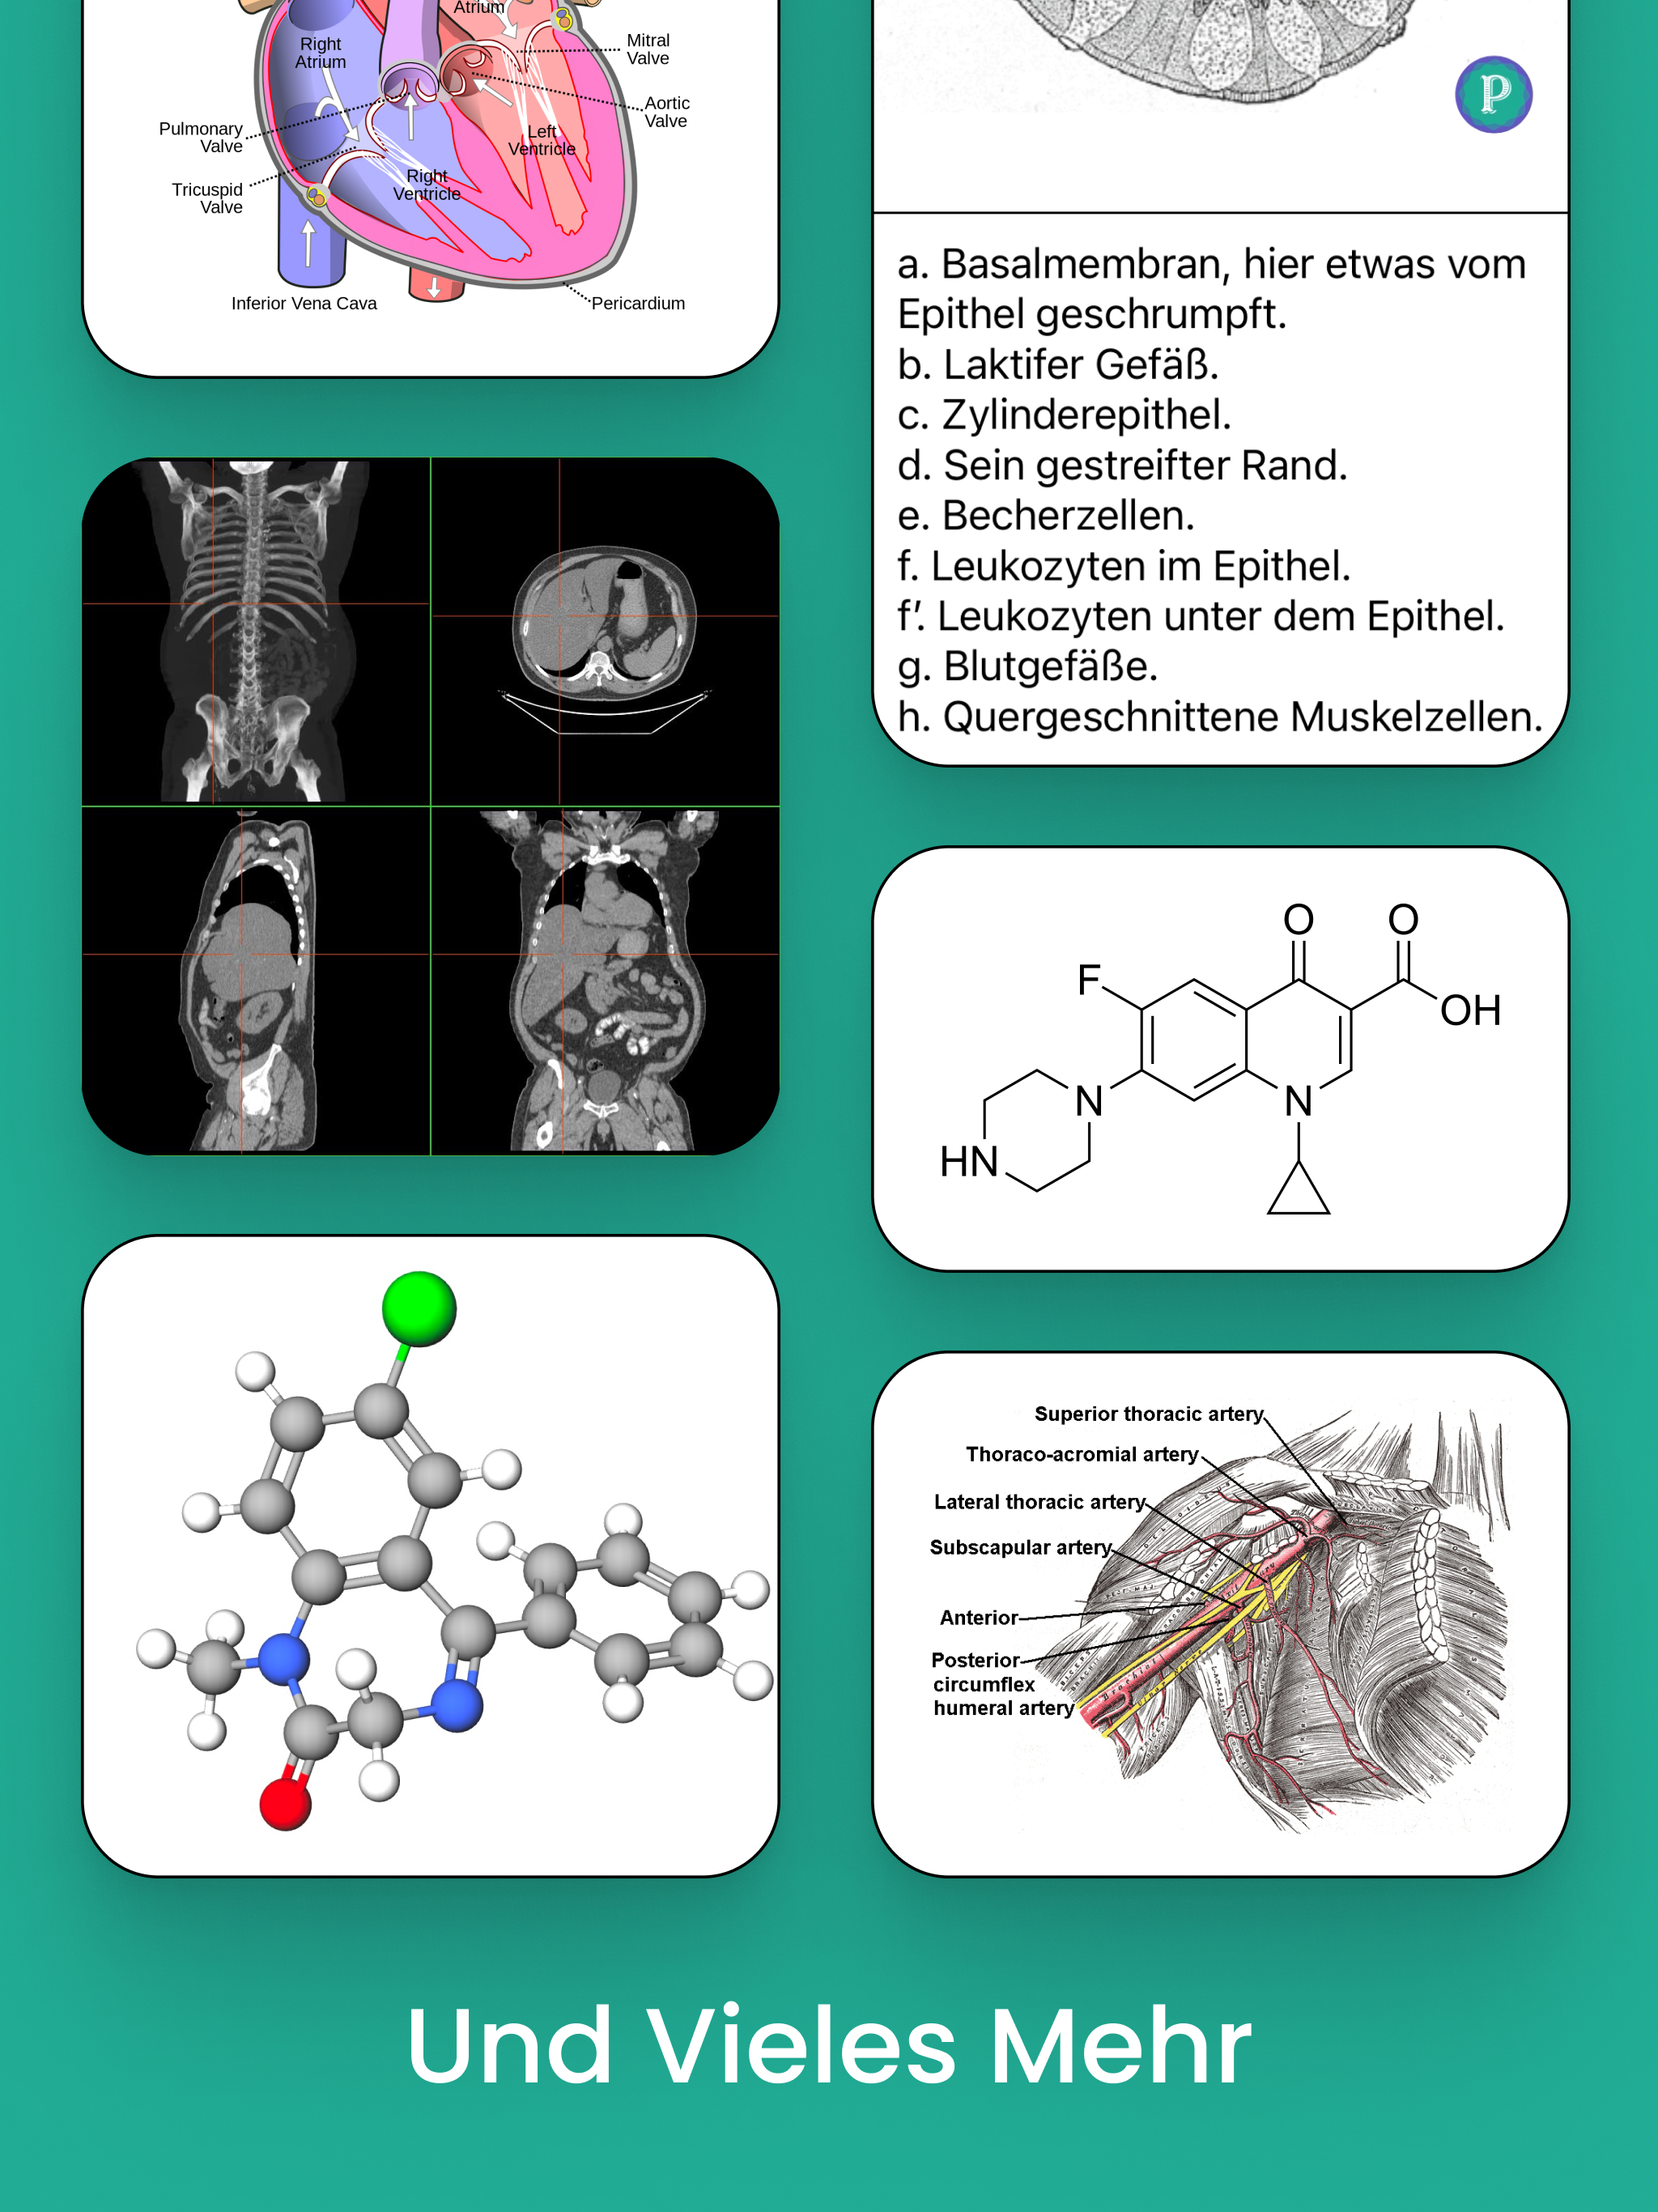 Atrium
Right
Atrium
Mitral
Valve
Aortic
Valve
Pulmonary
Valve
Left
Ventricle
Right
Ventricle
Tricuspid
Valve
Inferior Vena Cava
Pericardium
P
a. Basalmembran, hier etwas vom
Epithel geschrumpft.
b. Laktifer Gefäß.
c. Zylinderepithel.
d. Sein gestreifter Rand.
e. Becherzellen.
f. Leukozyten im Epithel.
f’. Leukozyten unter dem Epithel.
g. Blutgefäße.
h. Quergeschnittene Muskelzellen.
O
O
F
OH
N
N
HN
Superior thoracic artery
Thoraco-acromial artery
Lateral thoracic artery
Subscapular artery
Anterior
Posterior
circumflex
humeral artery
Und Vieles Mehr